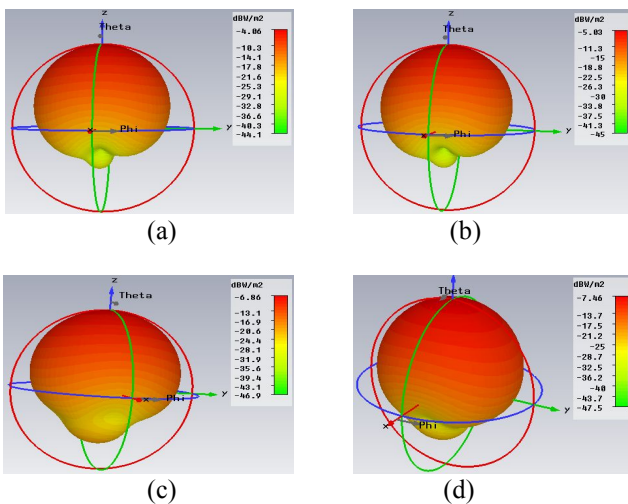 z
Theta
x
Phi
y
dBW/m2
-4.06
-10.3
-14.1
-17.8
-21.6
-25.3
-29.1
-32.8
-36.6
-40.3
-44.1
(a)
z
Theta
x
Phi
y
dBW/m2
-5.03
-11.3
-15
-18.8
-22.5
-26.3
-30
-33.8
-37.5
-41.3
-45
(b)
z
Theta
x
Phi
y
dBW/m2
-6.86
-13.1
-16.9
-20.6
-24.4
-28.1
-31.9
-35.6
-39.4
-43.1
-46.9
(c)
Theta
x
Phi
y
dBW/m2
-7.46
-13.7
-17.5
-21.2
-25
-28.7
-32.5
-36.2
-40
-43.7
-47.5
(d)